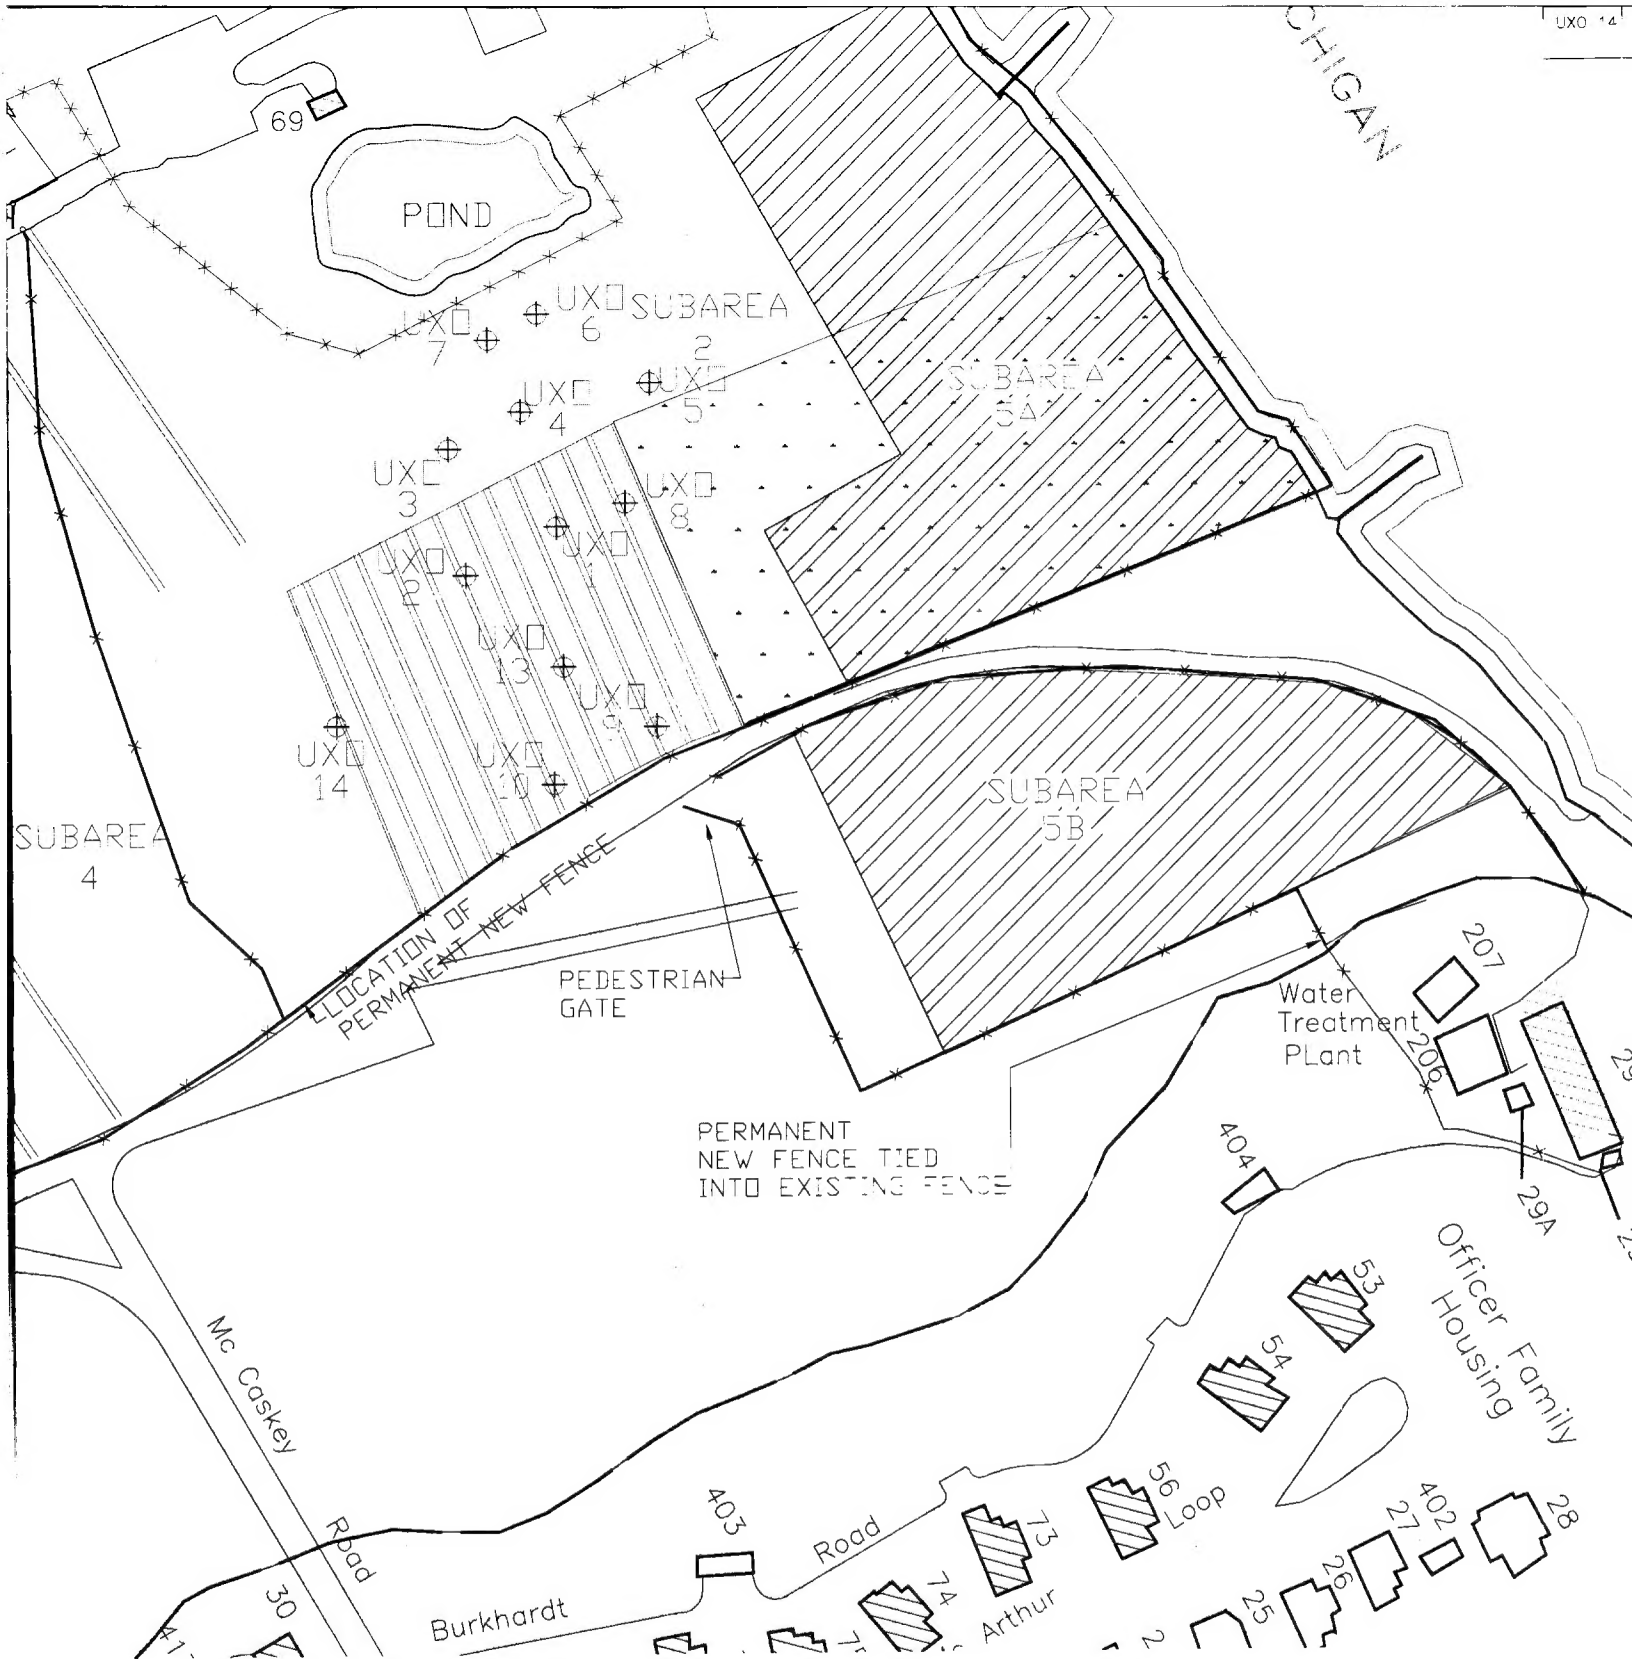 UXO 14
CHIGAN
69
POND
UXO
6
SUBAREA
2
UXO
7
UXO
5
UXO
4
SUBAREA
5A
UXO
3
UXO
8
UXO
1
UXO
2
UXO
13
UXO
9
UXO
14
UXO
10
SUBAREA
5B
SUBAREA
4
LOCATION OF
PERMANENT NEW FENCE
PEDESTRIAN
GATE
207
Water
Treatment
PLant
206
PERMANENT
NEW FENCE TIED
INTO EXISTING FENCE
404
29A
53
Officer Family
Housing
54
Mc Caskey
Road
56
Loop
403
Road
73
402
27
28
26
25
74
Arthur
30
Burkhardt